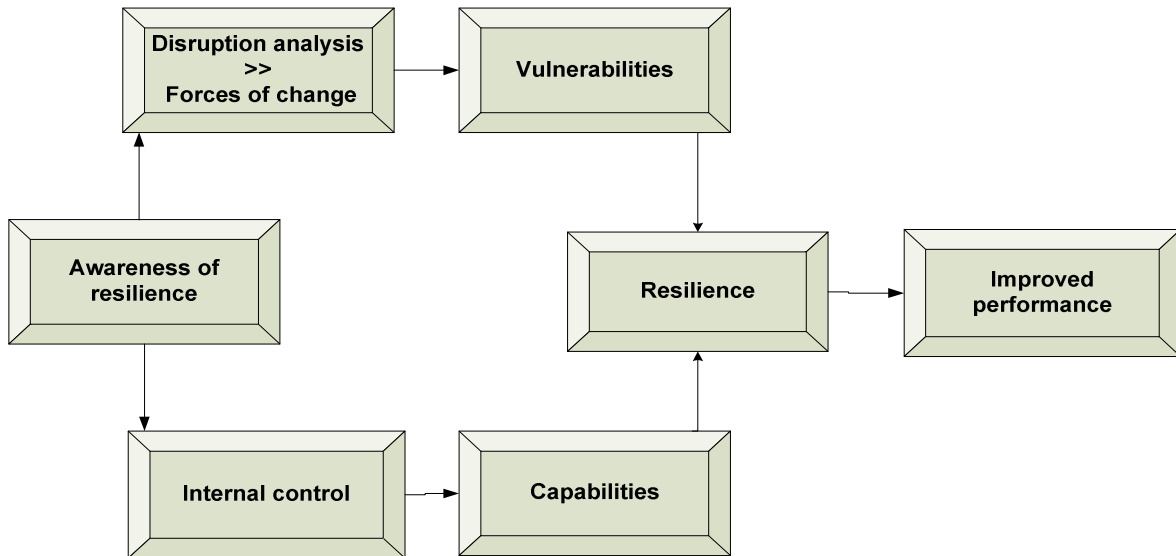 Disruption analysis
>>
Forces of change
Vulnerabilities
Awareness of
resilience
Resilience
Improved
performance
Internal control
Capabilities